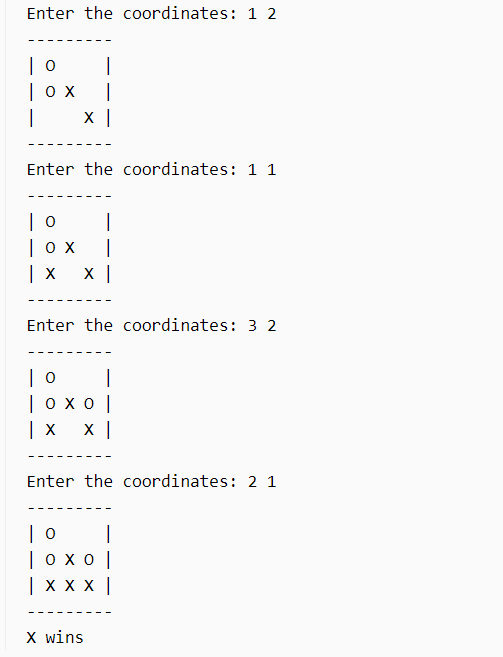 Enter the coordinates: 1 2
---------
| O     |
| O X   |
|     X |
---------
Enter the coordinates: 1 1
---------
| O     |
| O X   |
| X   X |
---------
Enter the coordinates: 3 2
---------
| O     |
| O X O |
| X   X |
---------
Enter the coordinates: 2 1
---------
| O     |
| O X O |
| X X X |
---------
X wins